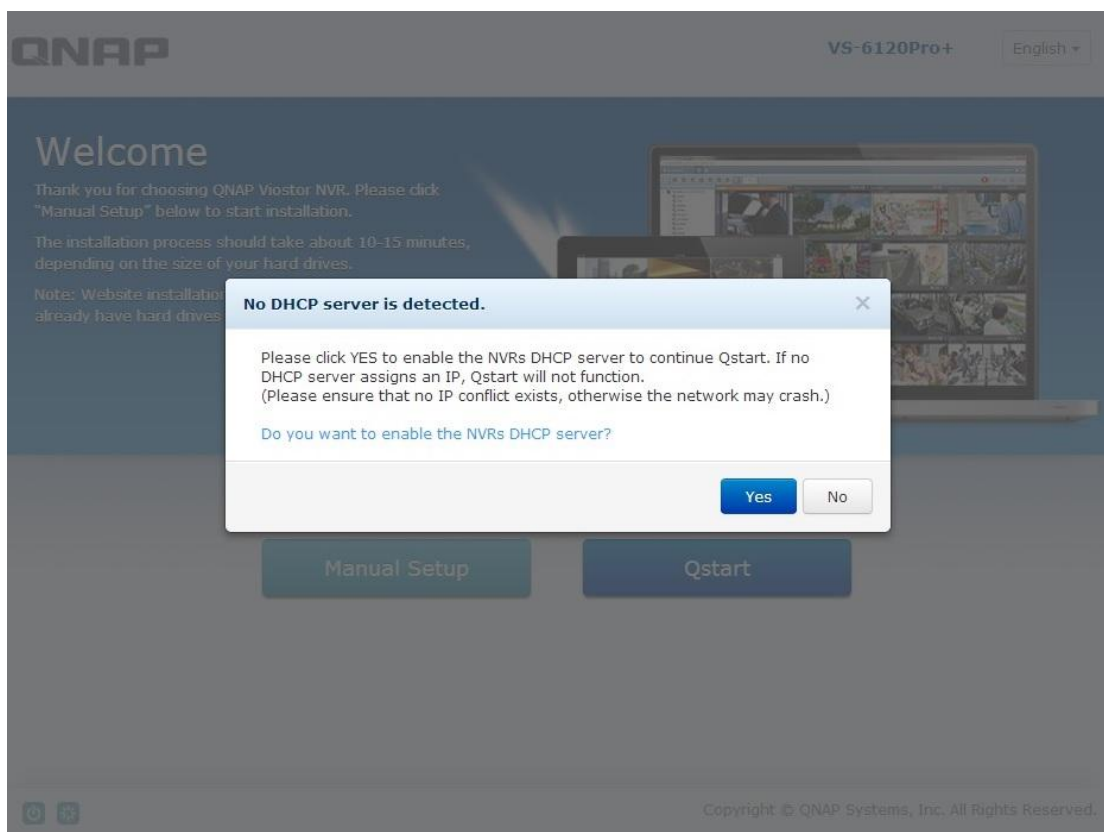 QNAP
VS-6120Pro+
English
Welcome
Thank you for choosing QNAP Viostor NVR. Please click
"Manual Setup" below to start installation.
The installation process should take about 10-15 minutes,
depending on the size of your hard drives.
Note: Website installation
already have hard drives
No DHCP server is detected.
Please click YES to enable the NVRs DHCP server to continue Qstart. If no
DHCP server assigns an IP, Qstart will not function.
(Please ensure that no IP conflict exists, otherwise the network may crash.)
Do you want to enable the NVRs DHCP server?
Yes
No
Manual Setup
Qstart
Copyright © QNAP Systems, Inc. All Rights Reserved.